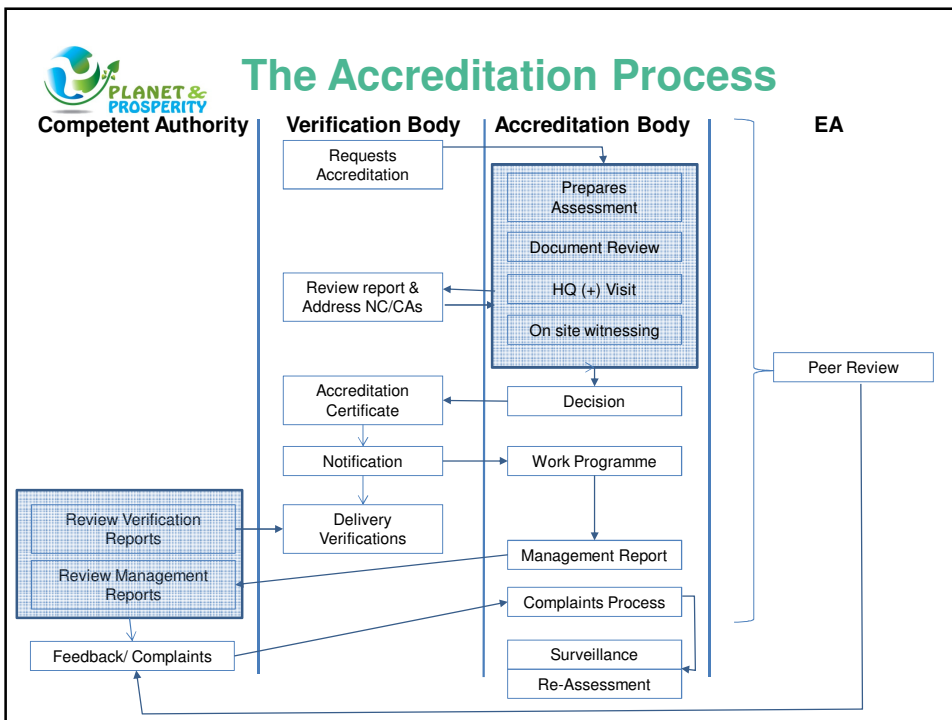 The Accreditation Process
PLANET &
PROSPERITY
Competent Authority
Verification Body
Accreditation Body
EA
Requests
Accreditation
Prepares
Assessment
Document Review
Review report &
Address NC/CAs
HQ (+) Visit
On site witnessing
Peer Review
Accreditation
Certificate
Decision
Notification
Work Programme
Review Verification
Reports
Delivery
Verifications
Management Report
Review Management
Reports
Complaints Process
Feedback/ Complaints
Surveillance
Re-Assessment